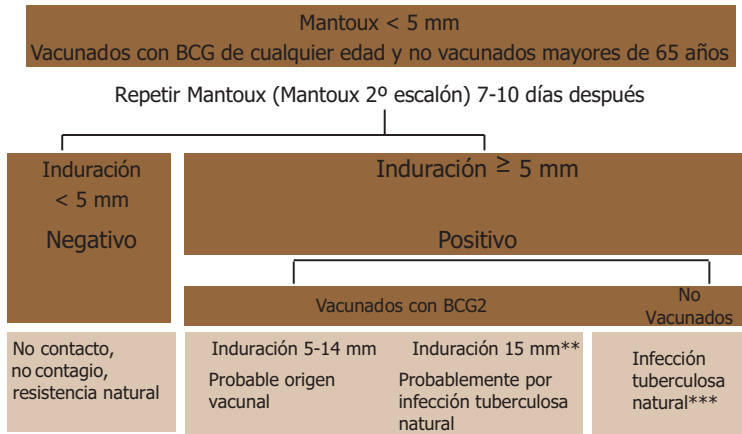 Mantoux < 5 mm
Vacunados con BCG de cualquier edad y no vacunados mayores de 65 años
Repetir Mantoux (Mantoux 2º escalón) 7-10 días después
Induración
< 5 mm
Negativo
Induración ≥ 5 mm
Positivo
Vacunados con BCG2
No
Vacunados
No contacto,
no contagio,
resistencia natural
Induración 5-14 mm
Probable origen
vacunal
Induración 15 mm**
Probablemente por
infección tuberculosa
natural
Infección
tuberculosa
natural***